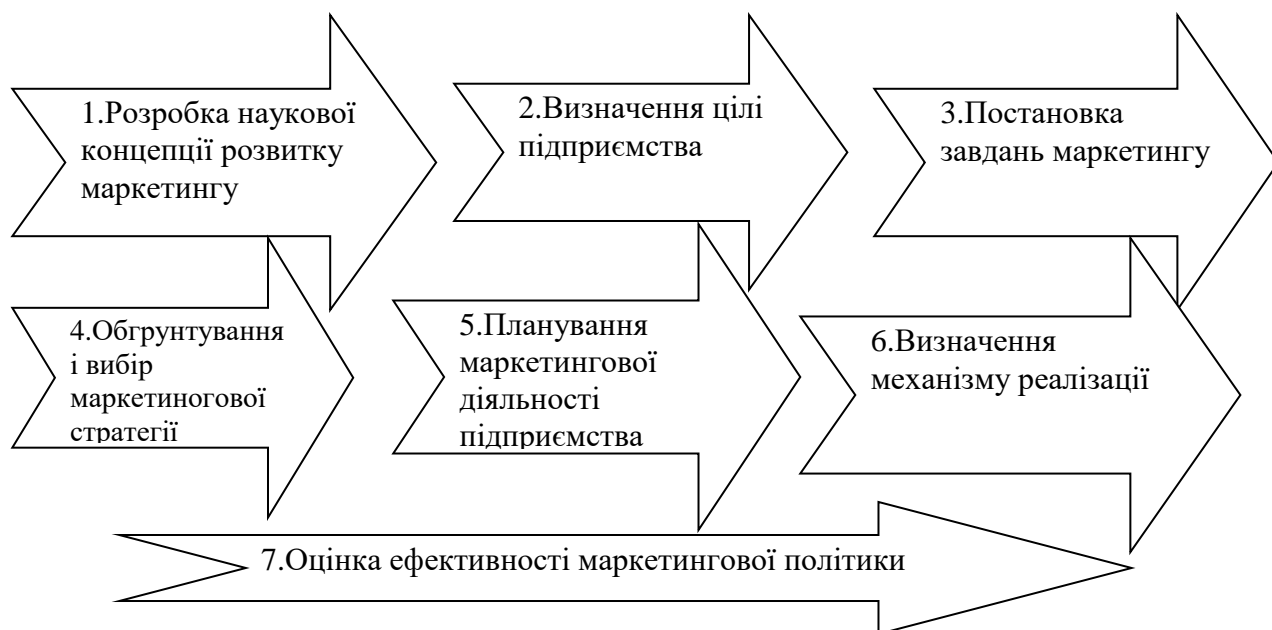 1.Розробка наукової
концепції розвитку
маркетингу
2.Визначення цілі
підприємства
3.Постановка
завдань маркетингу
4.Обгрунтування
і вибір
маркетиногової
стратегії
5.Планування
маркетингової
діяльності
підприємства
6.Визначення
механізму реалізації
7.Оцінка ефективності маркетингової політики